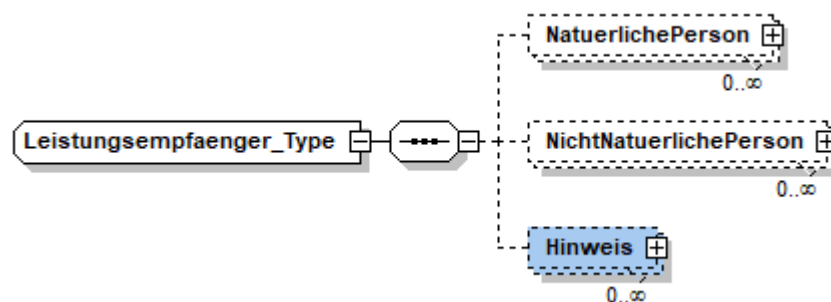 NatuerlichePerson
0..∞
Leistungsempfaenger_Type
NichtNatuerlichePerson
0..∞
Hinweis
0..∞